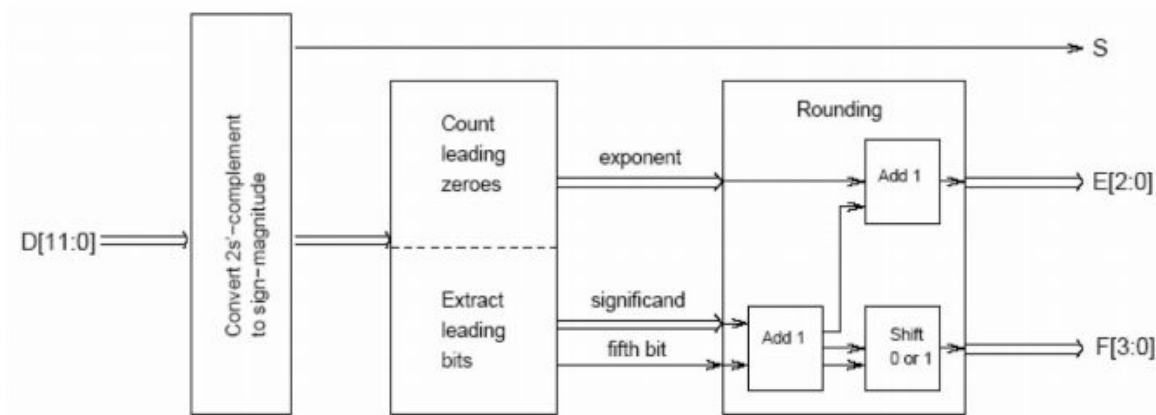 D[11:0]
Convert 2s'-complement
to sign-magnitude
Count
leading
zeroes
Extract
leading
bits
exponent
significand
fifth bit
Rounding
Add 1
Add 1
Shift
0 or 1
S
E[2:0]
F[3:0]